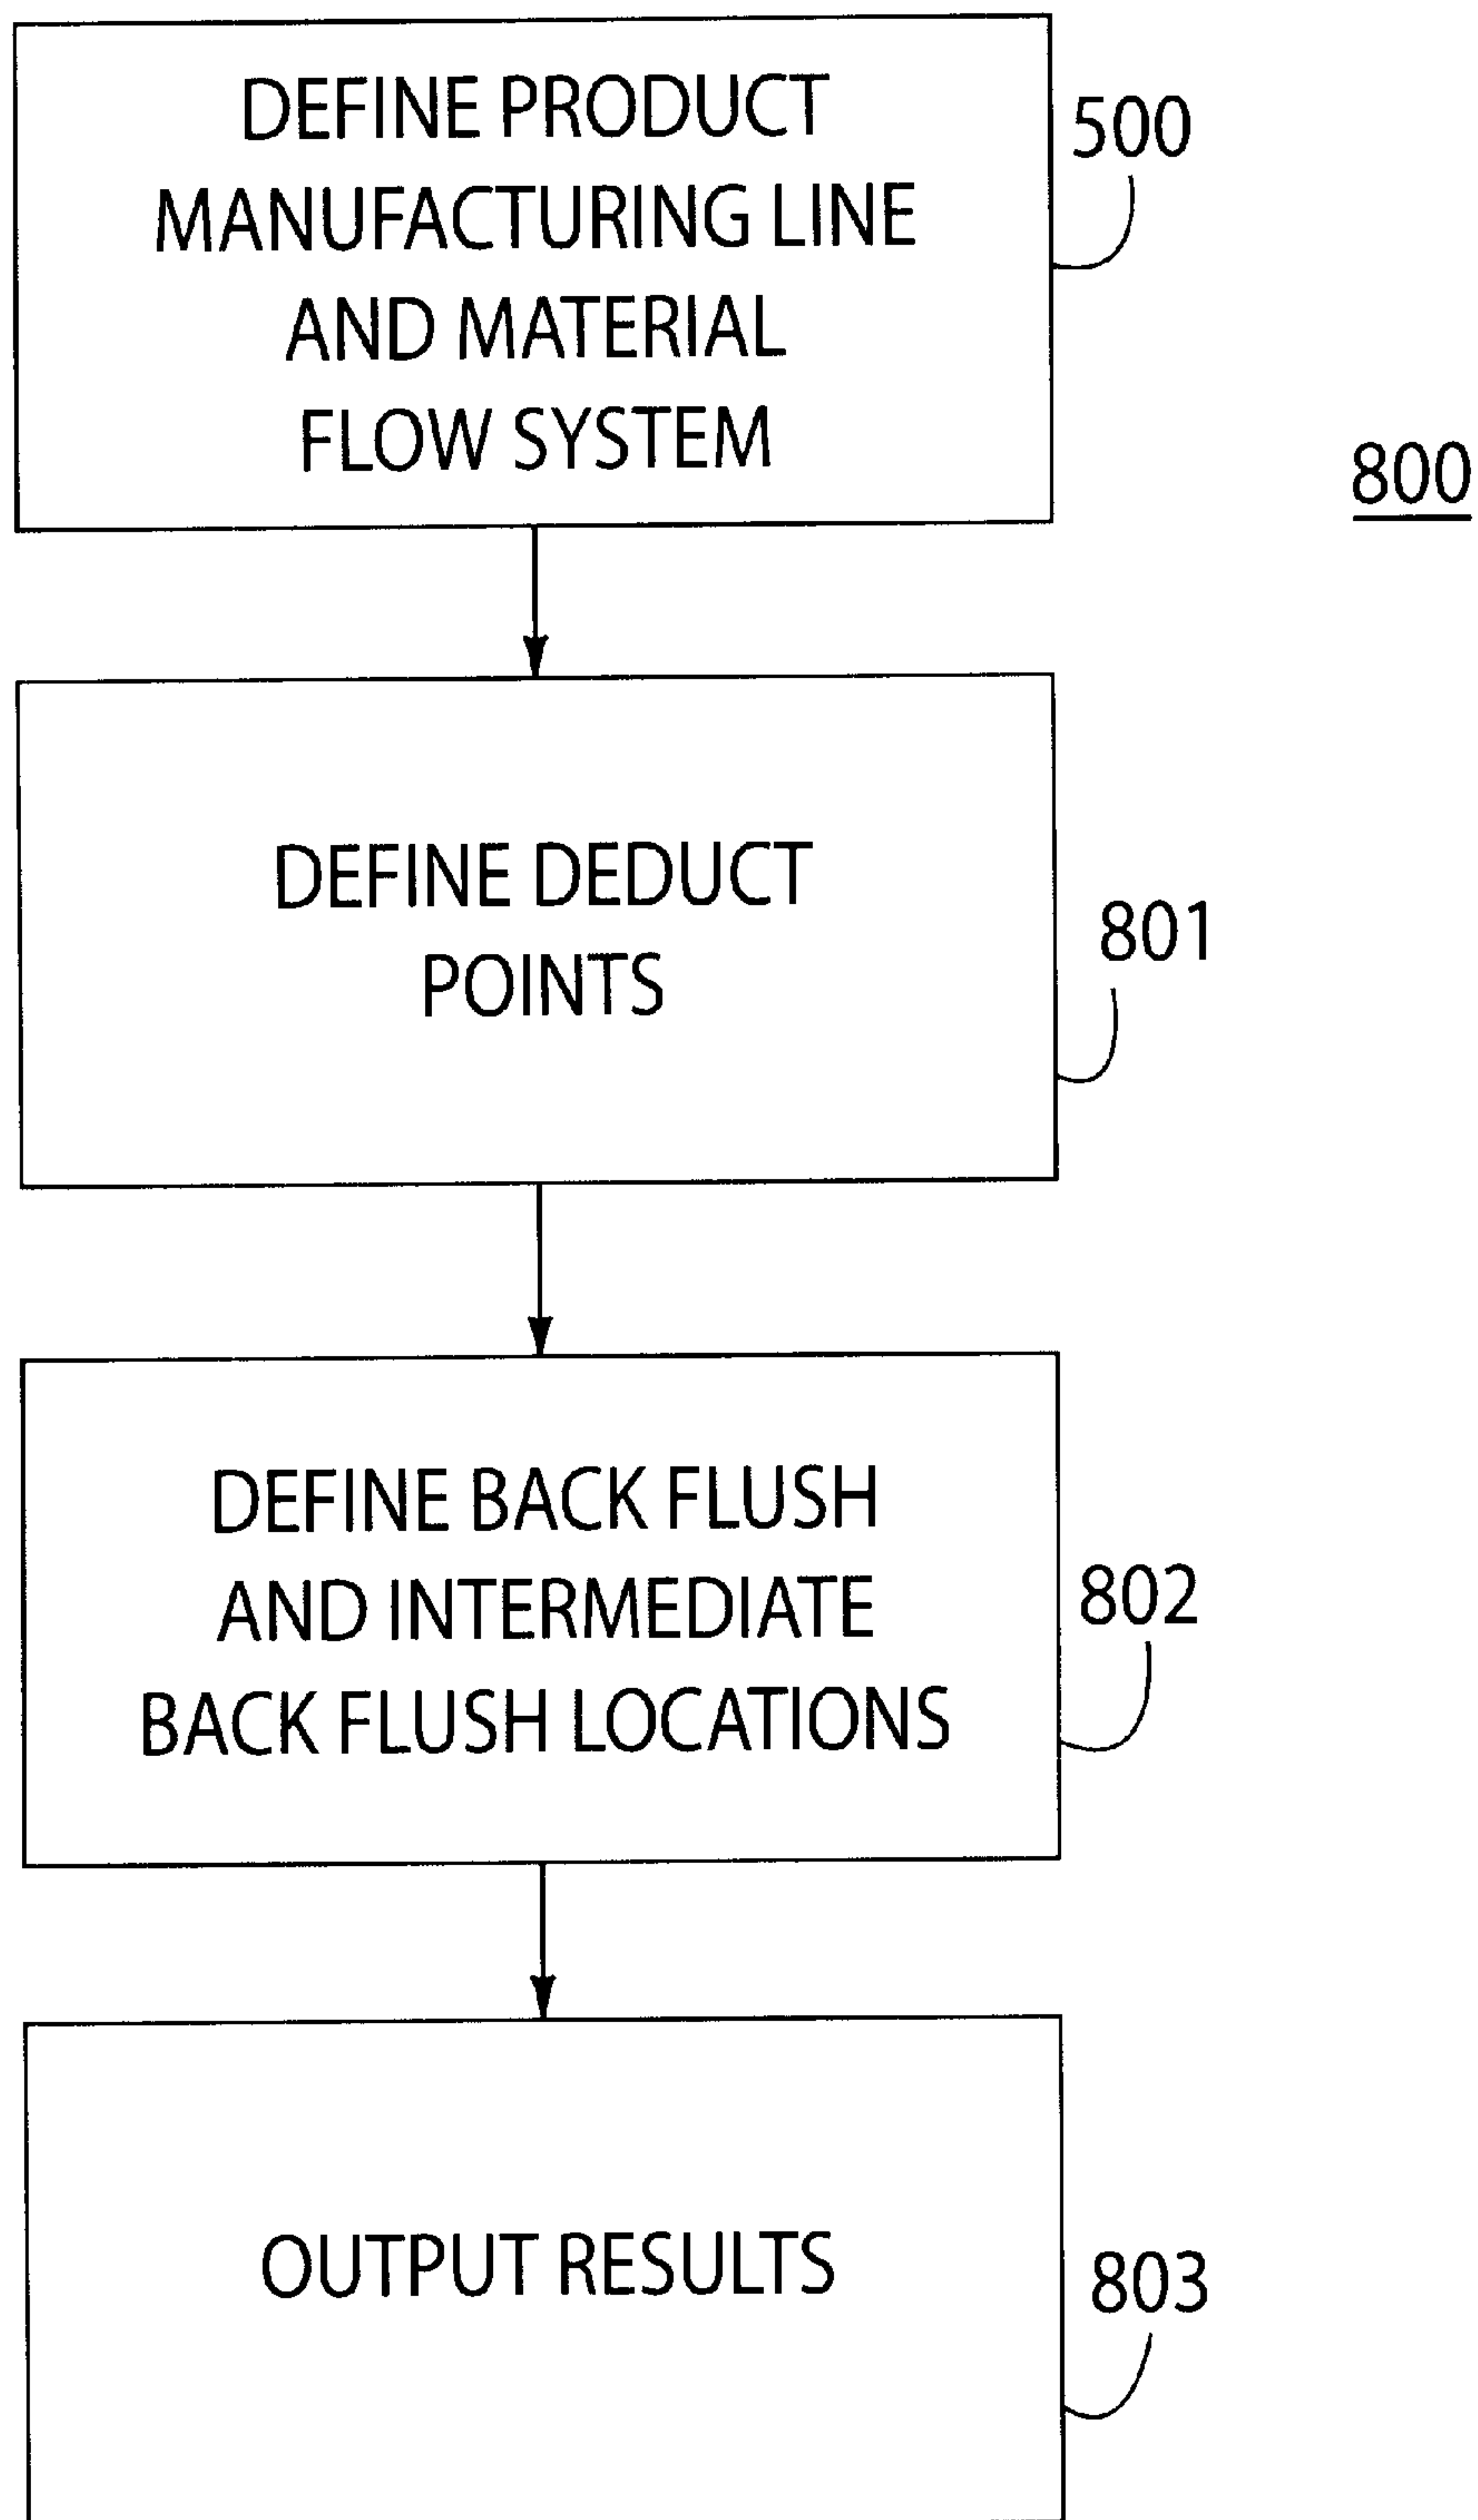 DEFINE PRODUCT
MANUFACTURING LINE
AND MATERIAL
FLOW SYSTEM
500
800
DEFINE DEDUCT
POINTS
801
DEFINE BACK FLUSH
AND INTERMEDIATE
BACK FLUSH LOCATIONS
802
OUTPUT RESULTS
803